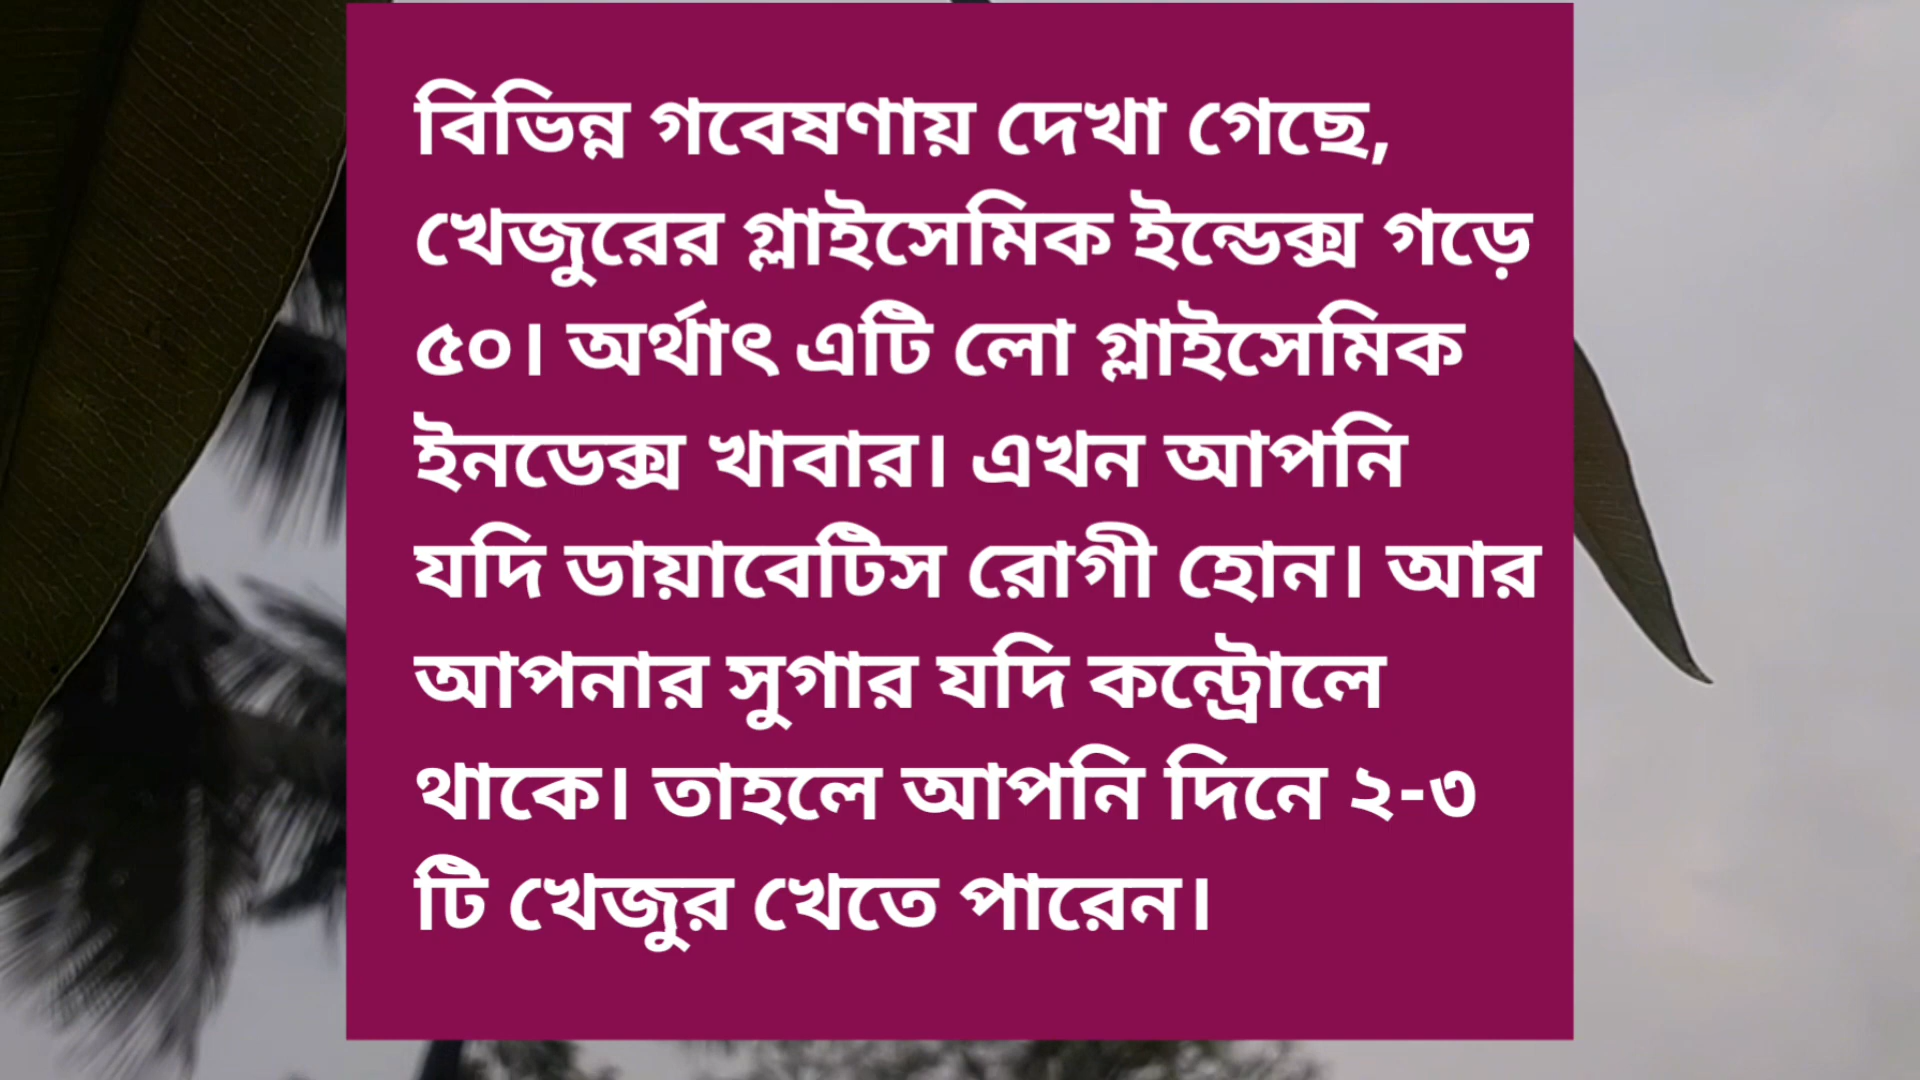 বিভিন্ন গবেষণায় দেখা গেছে,
খেজুরের গ্লাইসেমিক ইন্ডেক্স গড়ে
৫০। অর্থাৎ এটি লো গ্লাইসেমিক
ইনডেক্স খাবার। এখন আপনি
যদি ডায়াবেটিস রোগী হোন। আর
আপনার সুগার যদি কন্ট্রোলে
থাকে। তাহলে আপনি দিনে ২-৩
টি খেজুর খেতে পারেন।